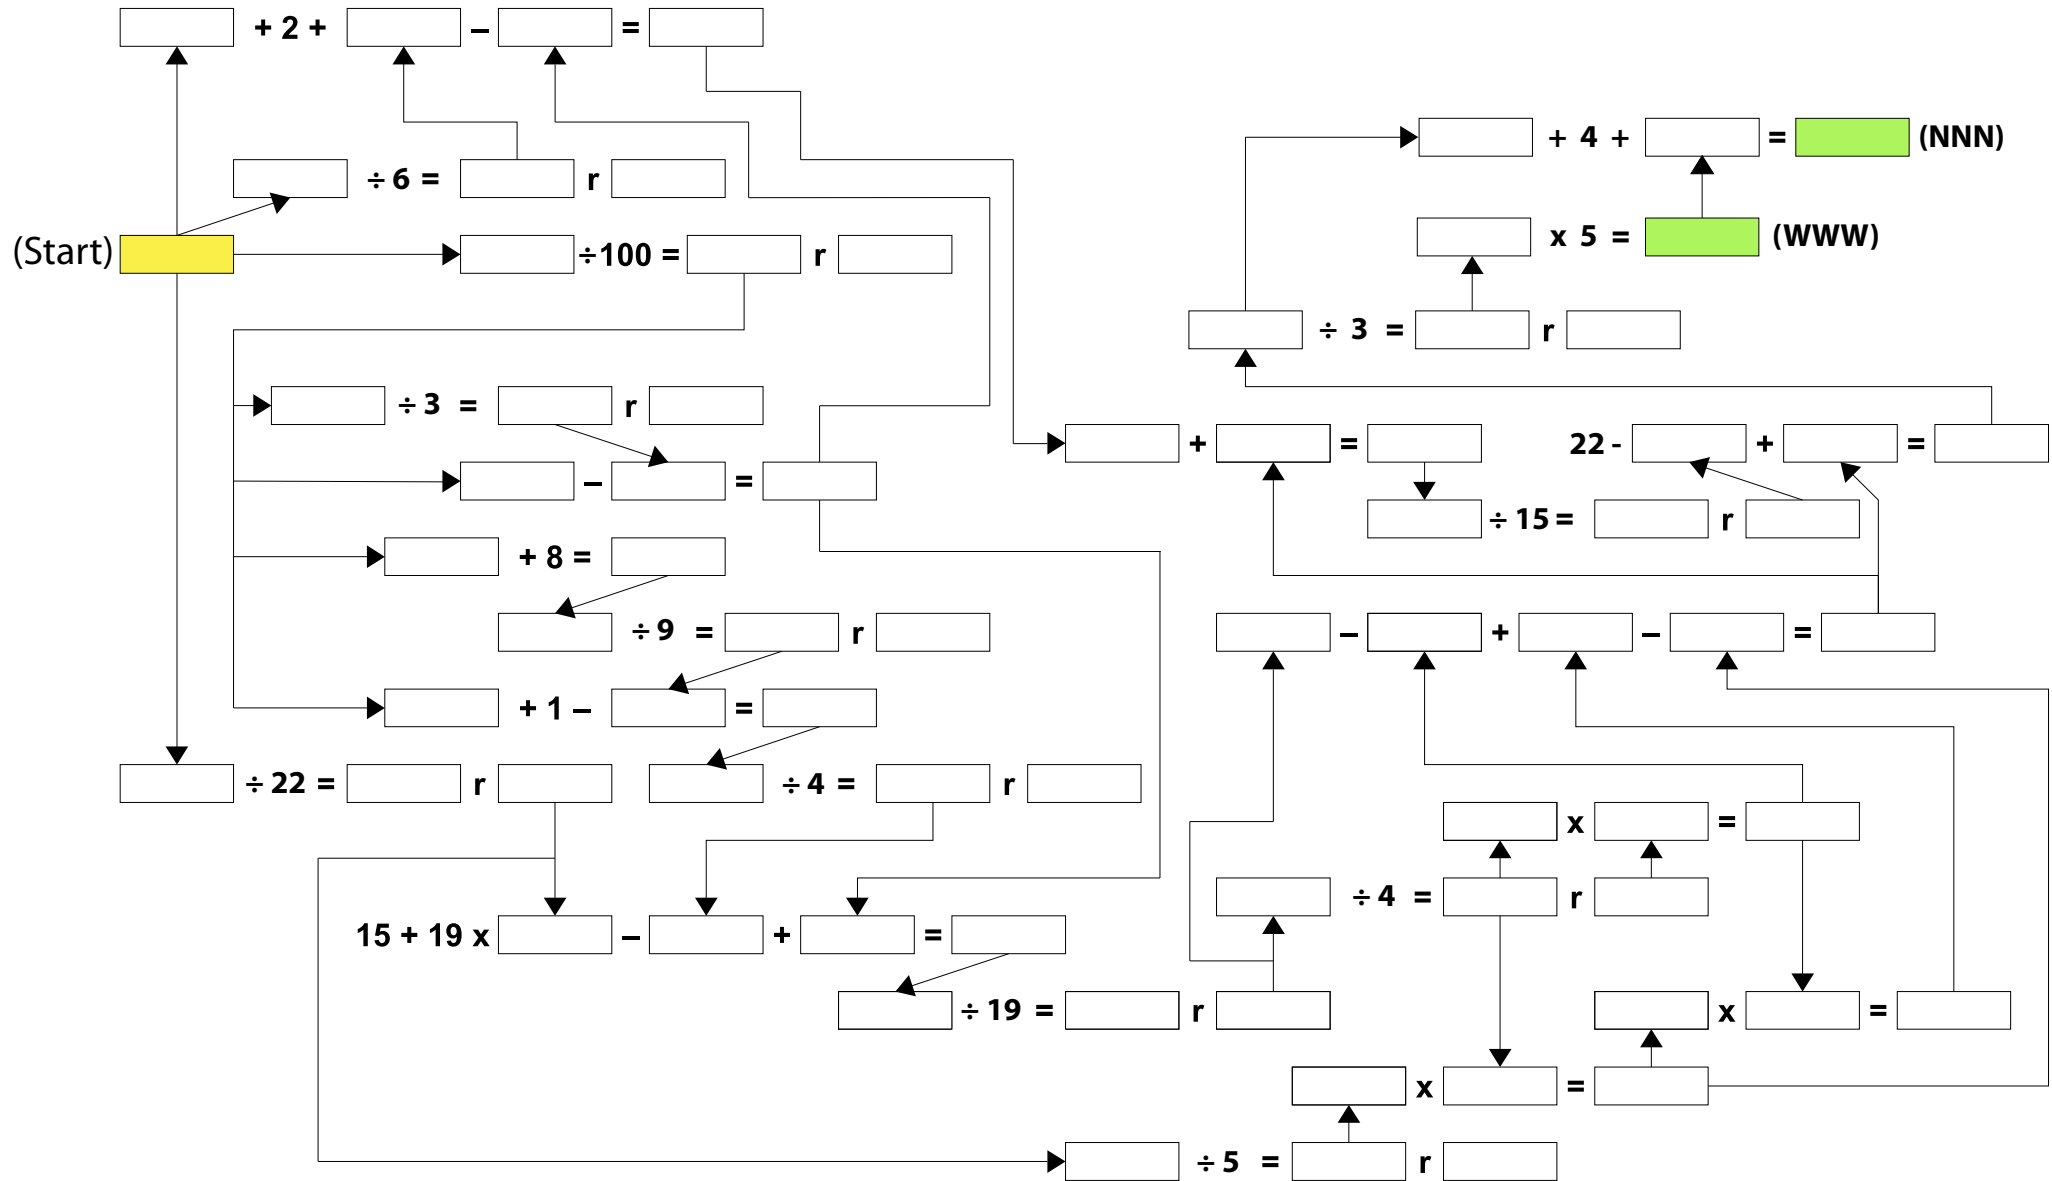 + 2 + – =
+ 4 + = (NNN)
÷ 6 = r
x 5 = (WWW)
(Start) ÷100 = r
÷ 3 = r
÷ 3 = r
+ = 22 - + =
– =
÷ 15 = r
+ 8 =
÷ 9 = r
– + – =
+ 1 – =
÷ 22 = r
÷ 4 = r
x =
÷ 4 = r
15 + 19 x – + =
÷ 19 = r
x =
x =
÷ 5 = r